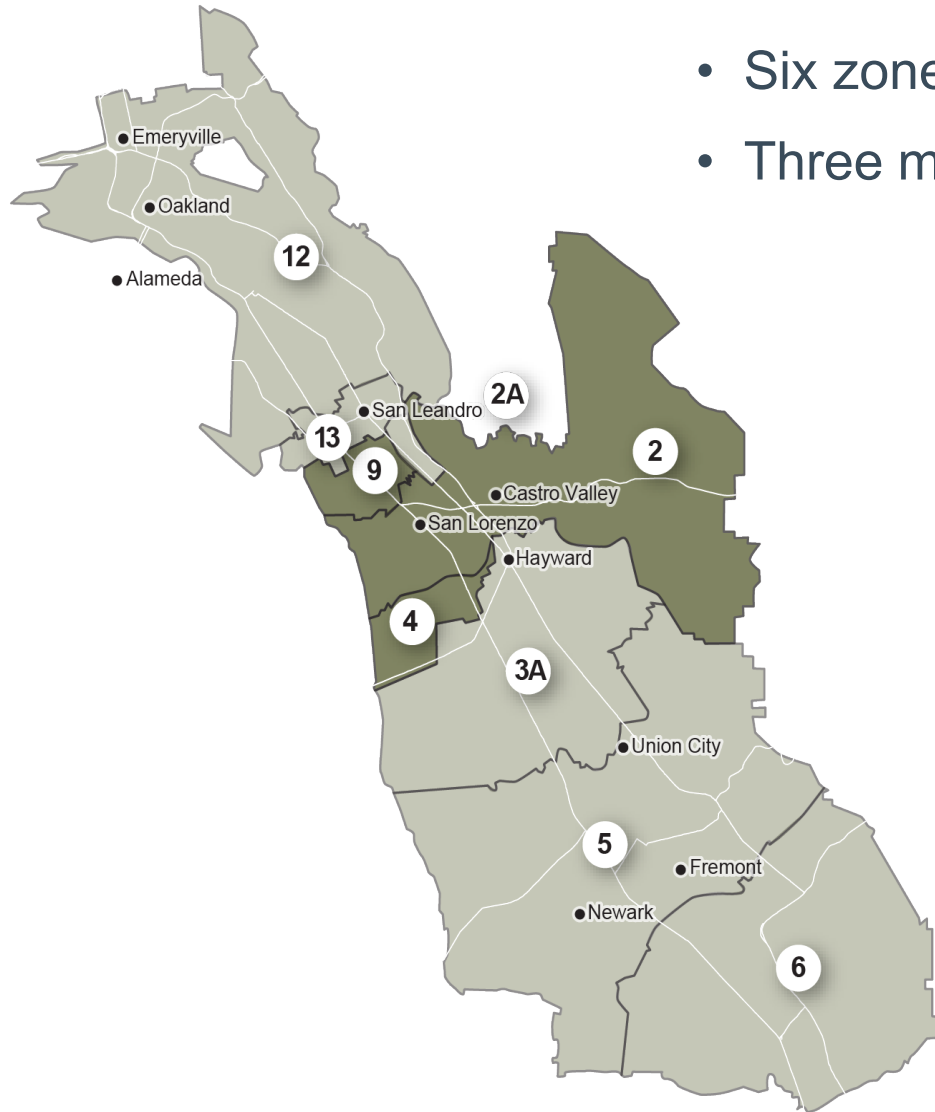 • Six zone
• Three m
Emeryville
Oakland
12
Alameda
2A
San Leandro
13
2
9
Castro Valley
San Lorenzo
Hayward
4
3A
Union City
5
Fremont
Newark
6